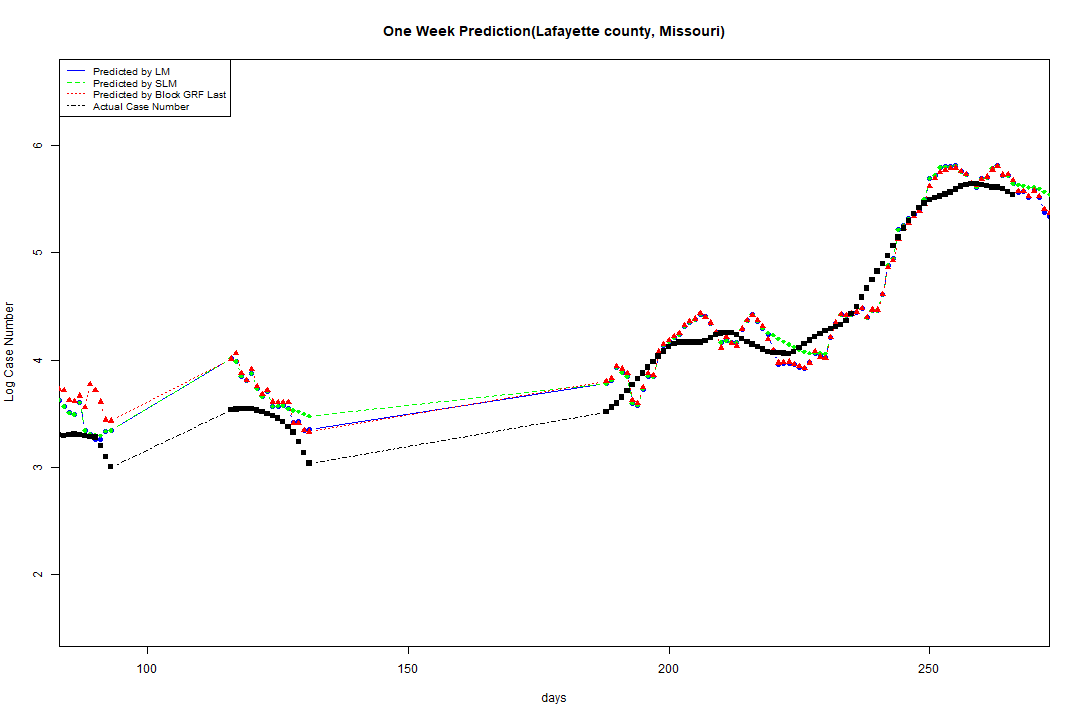 One Week Prediction(Lafayette county, Missouri)
Predicted by LM
Predicted by SLM
Predicted by Block GRF Last
Actual Case Number
6
5
4
3
2
Log Case Number
100
150
200
250
days